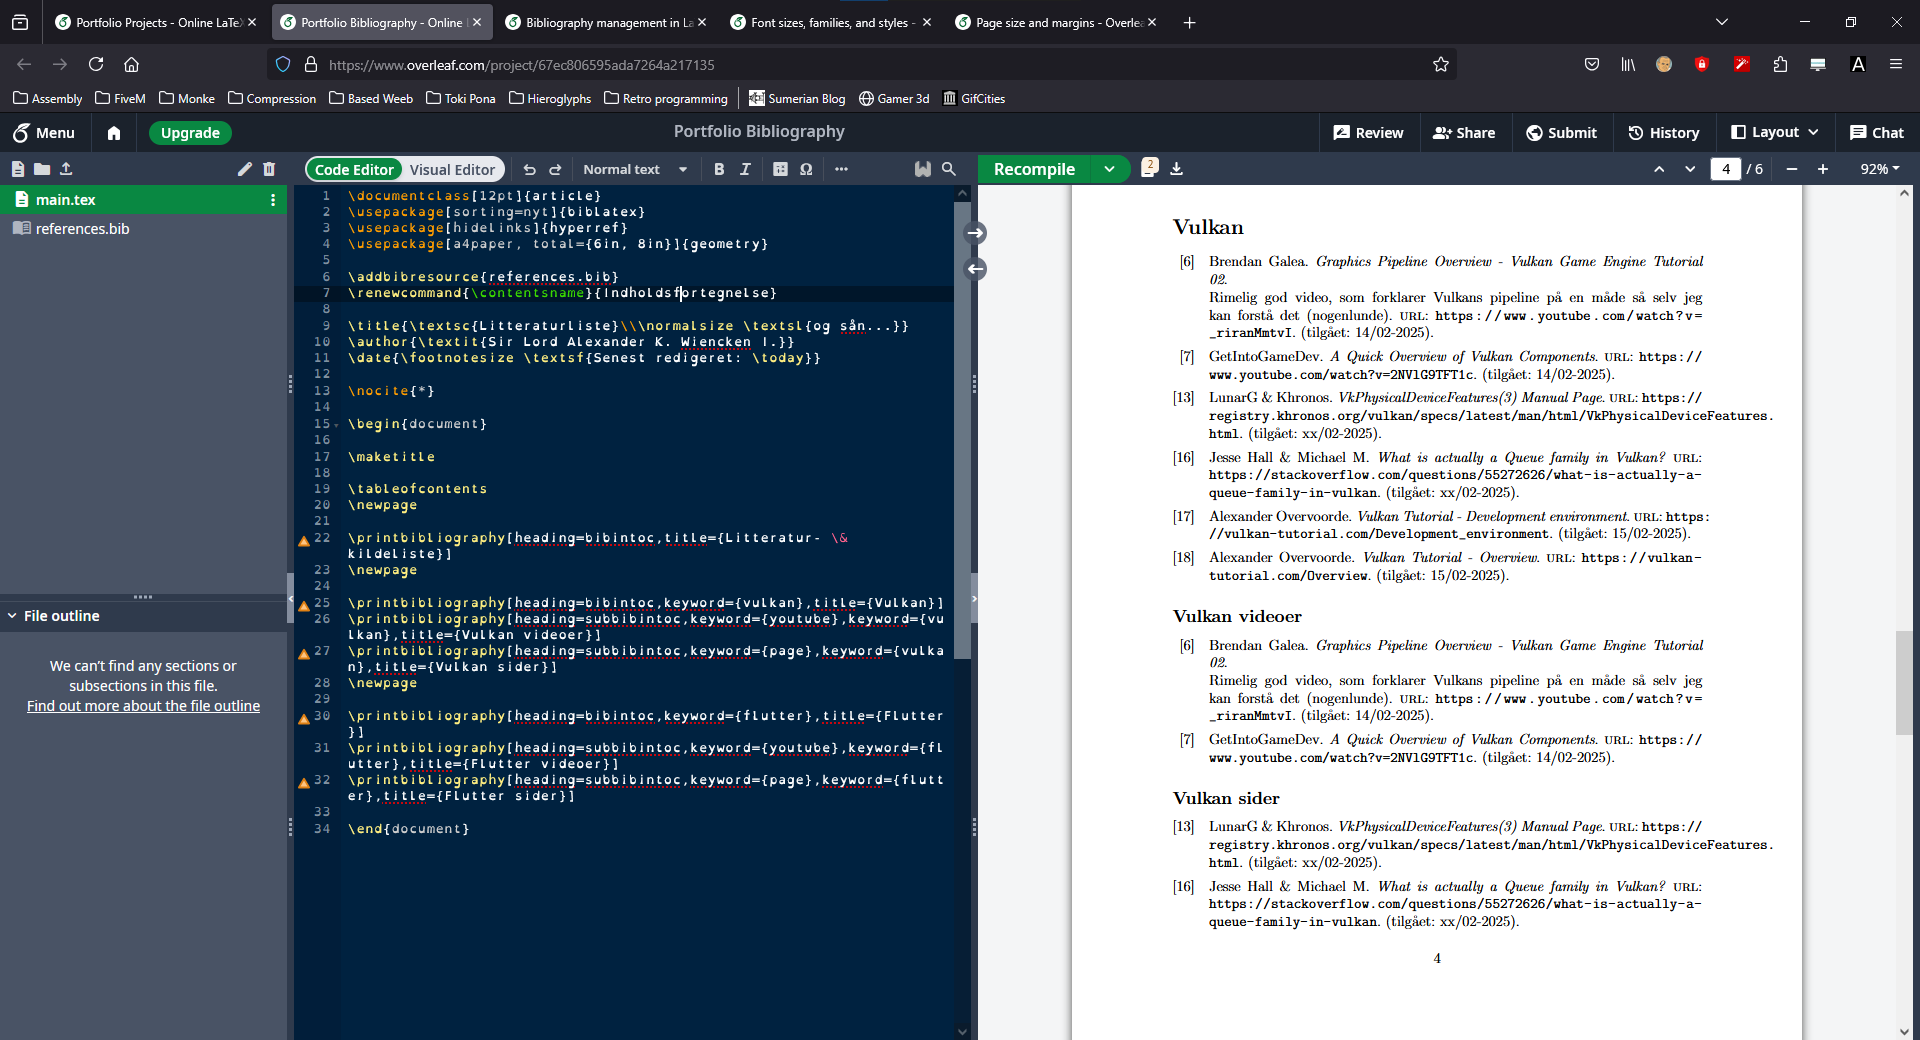 Portfolio Projects - Online LaTeX
Portfolio Bibliography - Online
Bibliography management in La
Font sizes, families, and styles -
Page size and margins - Overlea
https://www.overleaf.com/project/67ec806595ada7264a217135
Assembly FiveM Monke Compression Based Weeb Toki Pona Hieroglyphs Retro programming Sumerian Blog Gamer 3d GifCities
Menu Upgrade Portfolio Bibliography Review Share Submit History Layout Chat
Code Editor Visual Editor Normal text B I Ω Recompile 2 4 / 6 92%
main.tex
references.bib
File outline
We can't find any sections or
subsections in this file.
Find out more about the file outline
1 \documentclass[12pt]{article}
2 \usepackage[sorting=nyt]{biblatex}
3 \usepackage[hidelinks]{hyperref}
4 \usepackage[a4paper, total={6in, 8in}]{geometry}
5
6 \addbibresource{references.bib}
7 \renewcommand{\contentsname}{Indholdsfortegnelse}
8
9 \title{\textsc{Litteraturliste}\\\normalsize \textsl{og sån...}}
10 \author{\textit{Sir Lord Alexander K. Wiencken I.}}
11 \date{\footnotesize \textsf{Senest redigeret: \today}}
12
13 \nocite{*}
14
15 \begin{document}
16
17 \maketitle
18
19 \tableofcontents
20 \newpage
21
22 \printbibliography[heading=bibintoc,title={Litteratur- \&
kildeliste}]
23 \newpage
24
25 \printbibliography[heading=bibintoc,keyword={vulkan},title={Vulkan}]
26 \printbibliography[heading=subbibintoc,keyword={youtube},keyword={vu
lkan},title={Vulkan videoer}]
27 \printbibliography[heading=subbibintoc,keyword={page},keyword={vulka
n},title={Vulkan sider}]
28 \newpage
29
30 \printbibliography[heading=bibintoc,keyword={flutter},title={Flutter
}]
31 \printbibliography[heading=subbibintoc,keyword={youtube},keyword={fl
utter},title={Flutter videoer}]
32 \printbibliography[heading=subbibintoc,keyword={page},keyword={flutt
er},title={Flutter sider}]
33
34 \end{document}
Vulkan
[6] Brendan Galea. Graphics Pipeline Overview - Vulkan Game Engine Tutorial
02.
Rimelig god video, som forklarer Vulkans pipeline på en måde så selv jeg
kan forstå det (nogenlunde). URL: https://www.youtube.com/watch?v=
_riranMmtvI. (tilgået: 14/02-2025).
[7] GetIntoGameDev. A Quick Overview of Vulkan Components. URL: https://
www.youtube.com/watch?v=2NVlG9TFT1c. (tilgået: 14/02-2025).
[13] LunarG & Khronos. VkPhysicalDeviceFeatures(3) Manual Page. URL: https://
registry.khronos.org/vulkan/specs/latest/man/html/VkPhysicalDeviceFeatures.
html. (tilgået: xx/02-2025).
[16] Jesse Hall & Michael M. What is actually a Queue family in Vulkan? URL:
https://stackoverflow.com/questions/55272626/what-is-actually-a-
queue-family-in-vulkan. (tilgået: xx/02-2025).
[17] Alexander Overvoorde. Vulkan Tutorial - Development environment. URL: https:
//vulkan-tutorial.com/Development_environment. (tilgået: 15/02-2025).
[18] Alexander Overvoorde. Vulkan Tutorial - Overview. URL: https://vulkan-
tutorial.com/Overview. (tilgået: 15/02-2025).
Vulkan videoer
[6] Brendan Galea. Graphics Pipeline Overview - Vulkan Game Engine Tutorial
02.
Rimelig god video, som forklarer Vulkans pipeline på en måde så selv jeg
kan forstå det (nogenlunde). URL: https://www.youtube.com/watch?v=
_riranMmtvI. (tilgået: 14/02-2025).
[7] GetIntoGameDev. A Quick Overview of Vulkan Components. URL: https://
www.youtube.com/watch?v=2NVlG9TFT1c. (tilgået: 14/02-2025).
Vulkan sider
[13] LunarG & Khronos. VkPhysicalDeviceFeatures(3) Manual Page. URL: https://
registry.khronos.org/vulkan/specs/latest/man/html/VkPhysicalDeviceFeatures.
html. (tilgået: xx/02-2025).
[16] Jesse Hall & Michael M. What is actually a Queue family in Vulkan? URL:
https://stackoverflow.com/questions/55272626/what-is-actually-a-
queue-family-in-vulkan. (tilgået: xx/02-2025).
4